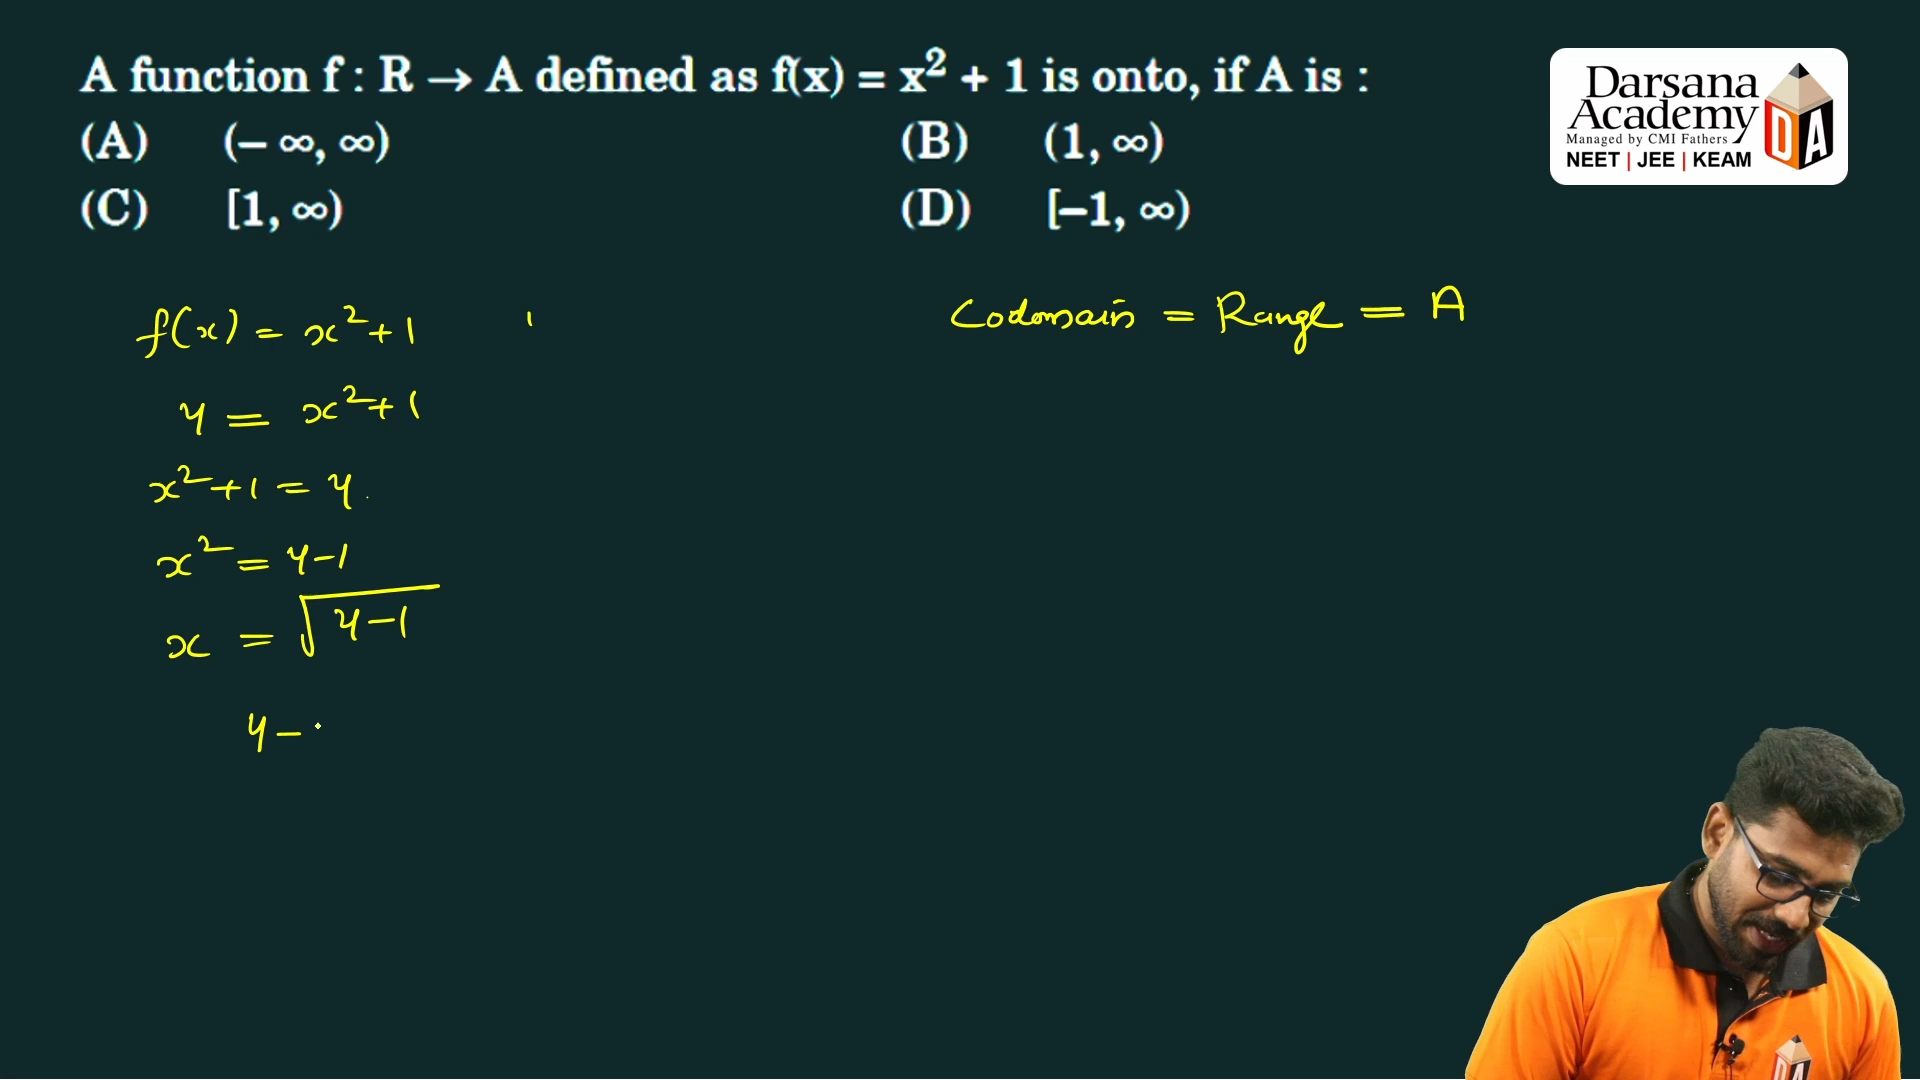 A function f : R → A defined as f(x) = x² + 1 is onto, if A is :
(A) (– ∞, ∞) (B) (1, ∞)
(C) [1, ∞) (D) [–1, ∞)
Darsana
Academy
Managed by CMI Fathers
NEET | JEE | KEAM
DA
f(x) = x²+1
Codomain = Range = A
y = x²+1
x²+1 = y
x² = y-1
x = √(y-1)
y -
DA